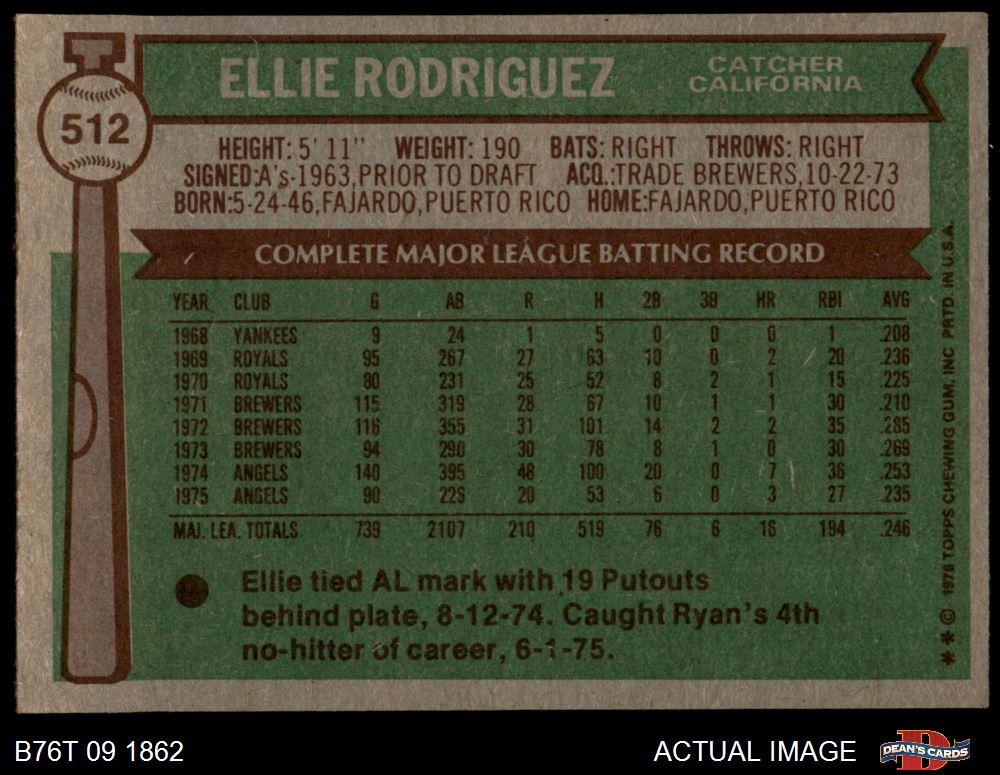 T
512
ELLIE RODRIGUEZ
CATCHER
CALIFORNIA
HEIGHT: 5' 11" WEIGHT: 190 BATS: RIGHT THROWS: RIGHT
SIGNED: A's-1963, PRIOR TO DRAFT ACQ.: TRADE BREWERS, 10-22-73
BORN: 5-24-46, FAJARDO, PUERTO RICO HOME: FAJARDO, PUERTO RICO
COMPLETE MAJOR LEAGUE BATTING RECORD
YEAR CLUB G AB R H 2B 3B HR RBI AVG
1968 YANKEES 9 24 1 5 0 0 0 1 .208
1969 ROYALS 95 267 27 63 10 0 2 20 .236
1970 ROYALS 80 231 25 52 8 2 1 15 .225
1971 BREWERS 115 319 28 67 10 1 1 30 .210
1972 BREWERS 116 355 31 101 14 2 2 35 .285
1973 BREWERS 94 290 30 78 8 1 0 30 .269
1974 ANGELS 140 395 48 100 20 0 7 36 .253
1975 ANGELS 90 226 20 53 6 0 3 27 .235
MAJ. LEA. TOTALS 739 2107 210 519 76 6 16 194 .246
Ellie tied AL mark with 19 Putouts
behind plate, 8-12-74. Caught Ryan's 4th
no-hitter of career, 6-1-75.
** © 1976 TOPPS CHEWING GUM, INC PRTD. IN U.S.A.
B76T 09 1862
ACTUAL IMAGE
D
DEAN'S CARDS